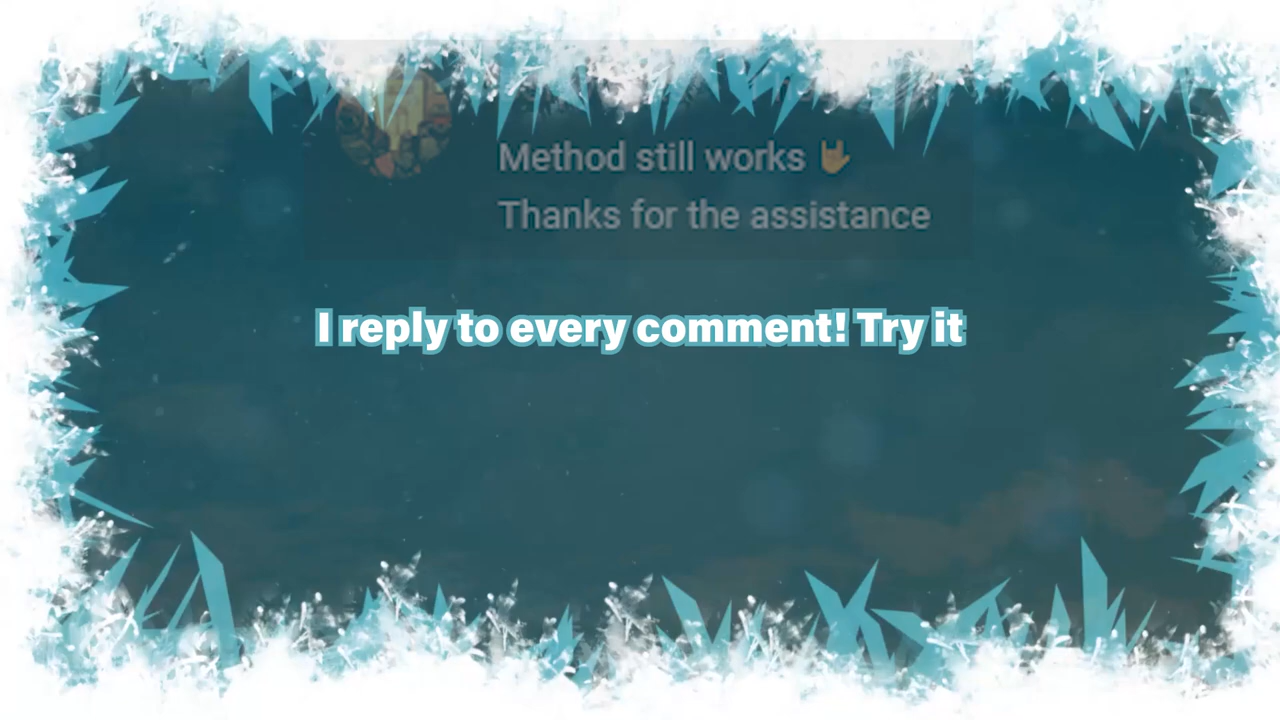 Method still works 🤟
Thanks for the assistance
I reply to every comment! Try it